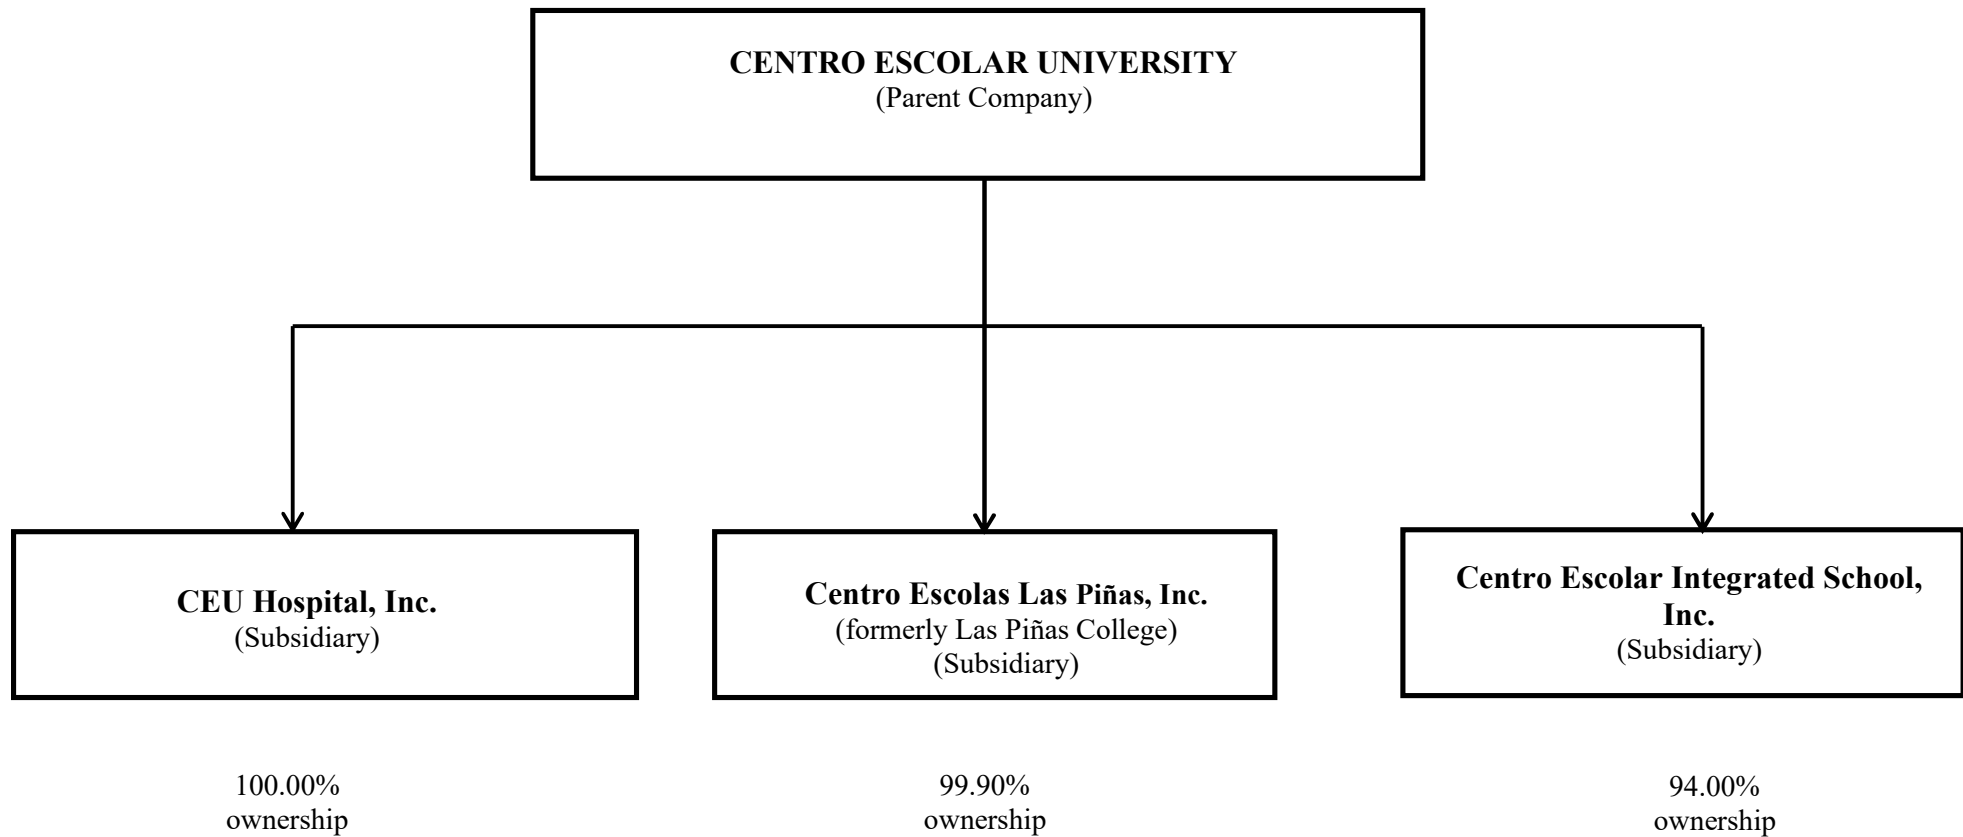 CENTRO ESCOLAR UNIVERSITY
(Parent Company)
CEU Hospital, Inc.
(Subsidiary)
Centro Escolas Las Piñas, Inc.
(formerly Las Piñas College)
(Subsidiary)
Centro Escolar Integrated School,
Inc.
(Subsidiary)
100.00%
ownership
99.90%
ownership
94.00%
ownership